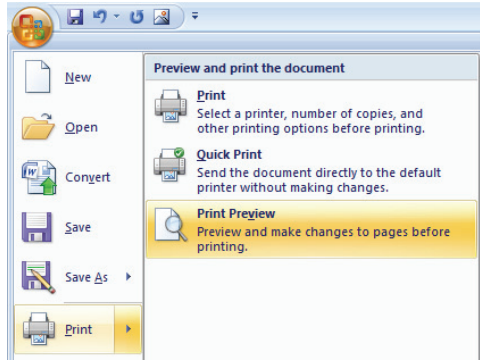 New
Open
Convert
Save
Save As
Print
Preview and print the document
Print
Select a printer, number of copies, and
other printing options before printing.
Quick Print
Send the document directly to the default
printer without making changes.
Print Preview
Preview and make changes to pages before
printing.